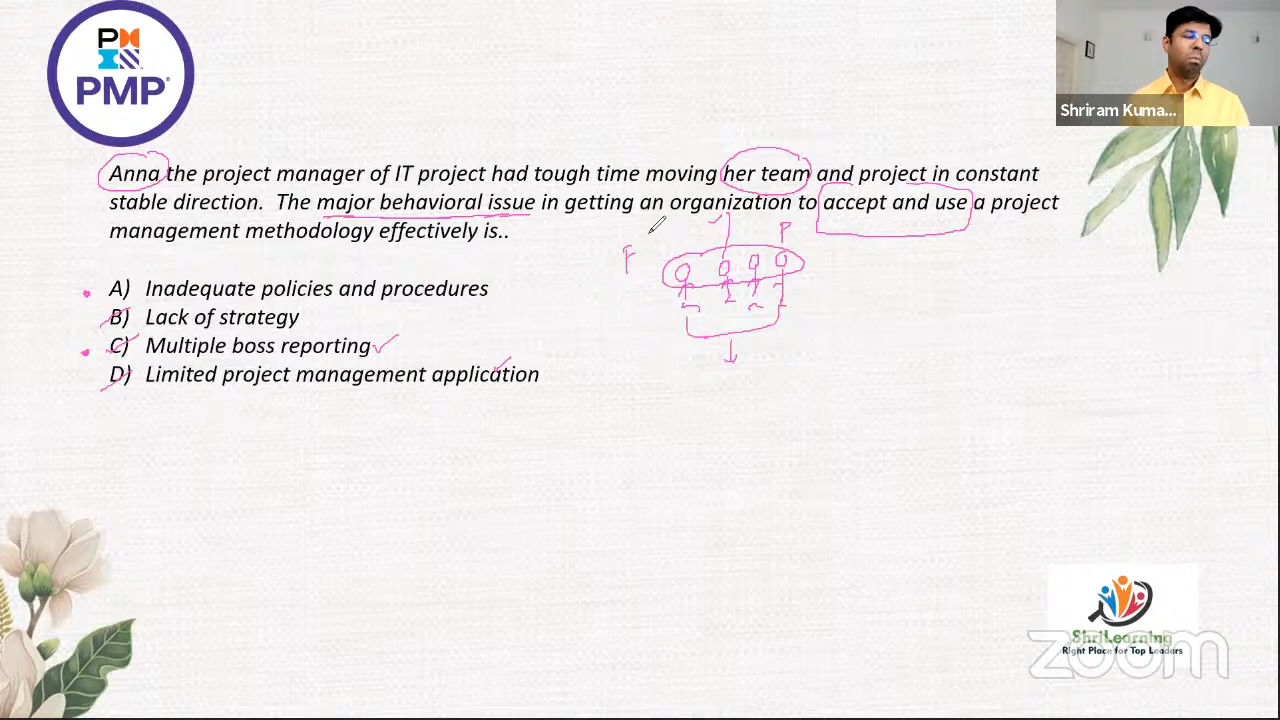 PM
PMP®
Shriram Kuma...
Anna the project manager of IT project had tough time moving her team and project in constant
stable direction. The major behavioral issue in getting an organization to accept and use a project
management methodology effectively is..
P
F
A) Inadequate policies and procedures
B) Lack of strategy
C) Multiple boss reporting
D) Limited project management application
ShriLearning
Right Place for Top Leaders
zoom